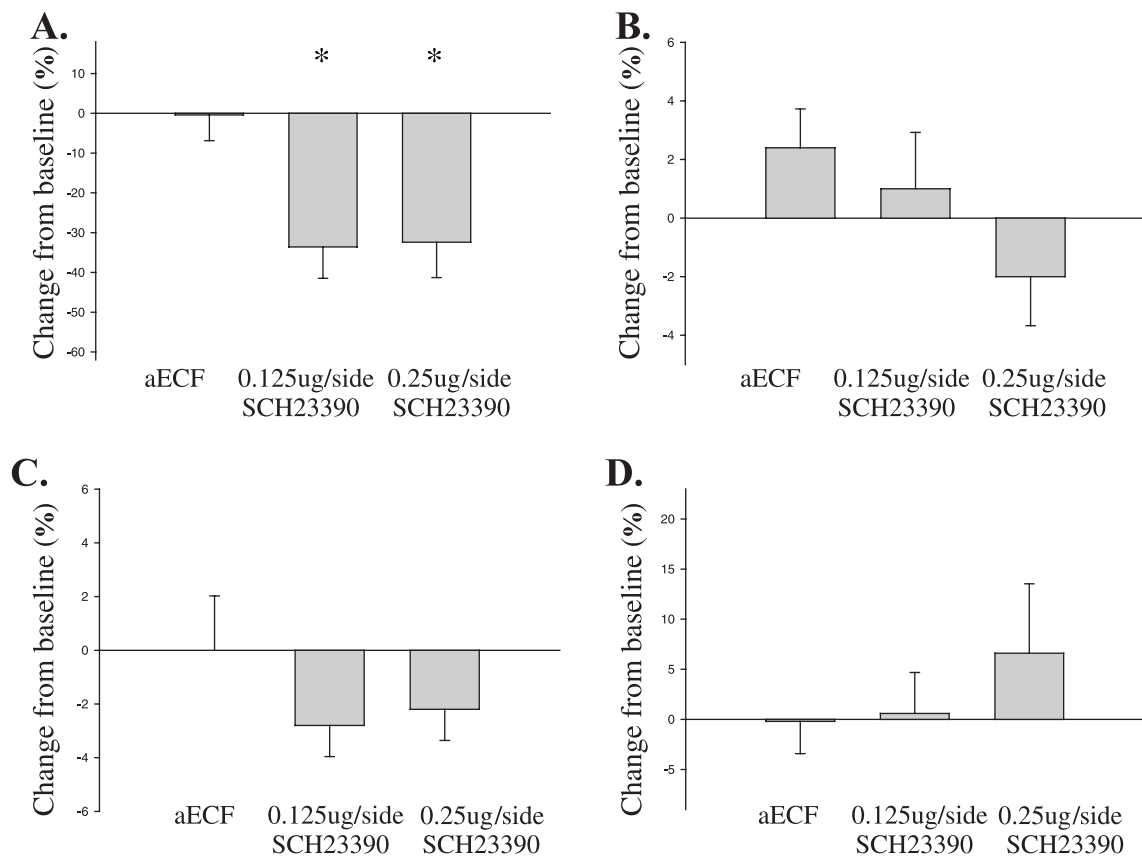 A.
Change from baseline (%)
10
0
-10
-20
-30
-40
-50
-60
*
*
aECF
0.125ug/side
SCH23390
0.25ug/side
SCH23390
B.
Change from baseline (%)
6
4
2
0
-2
-4
aECF
0.125ug/side
SCH23390
0.25ug/side
SCH23390
C.
Change from baseline (%)
6
4
2
0
-2
-4
-6
aECF
0.125ug/side
SCH23390
0.25ug/side
SCH23390
D.
Change from baseline (%)
20
15
10
5
0
-5
aECF
0.125ug/side
SCH23390
0.25ug/side
SCH23390